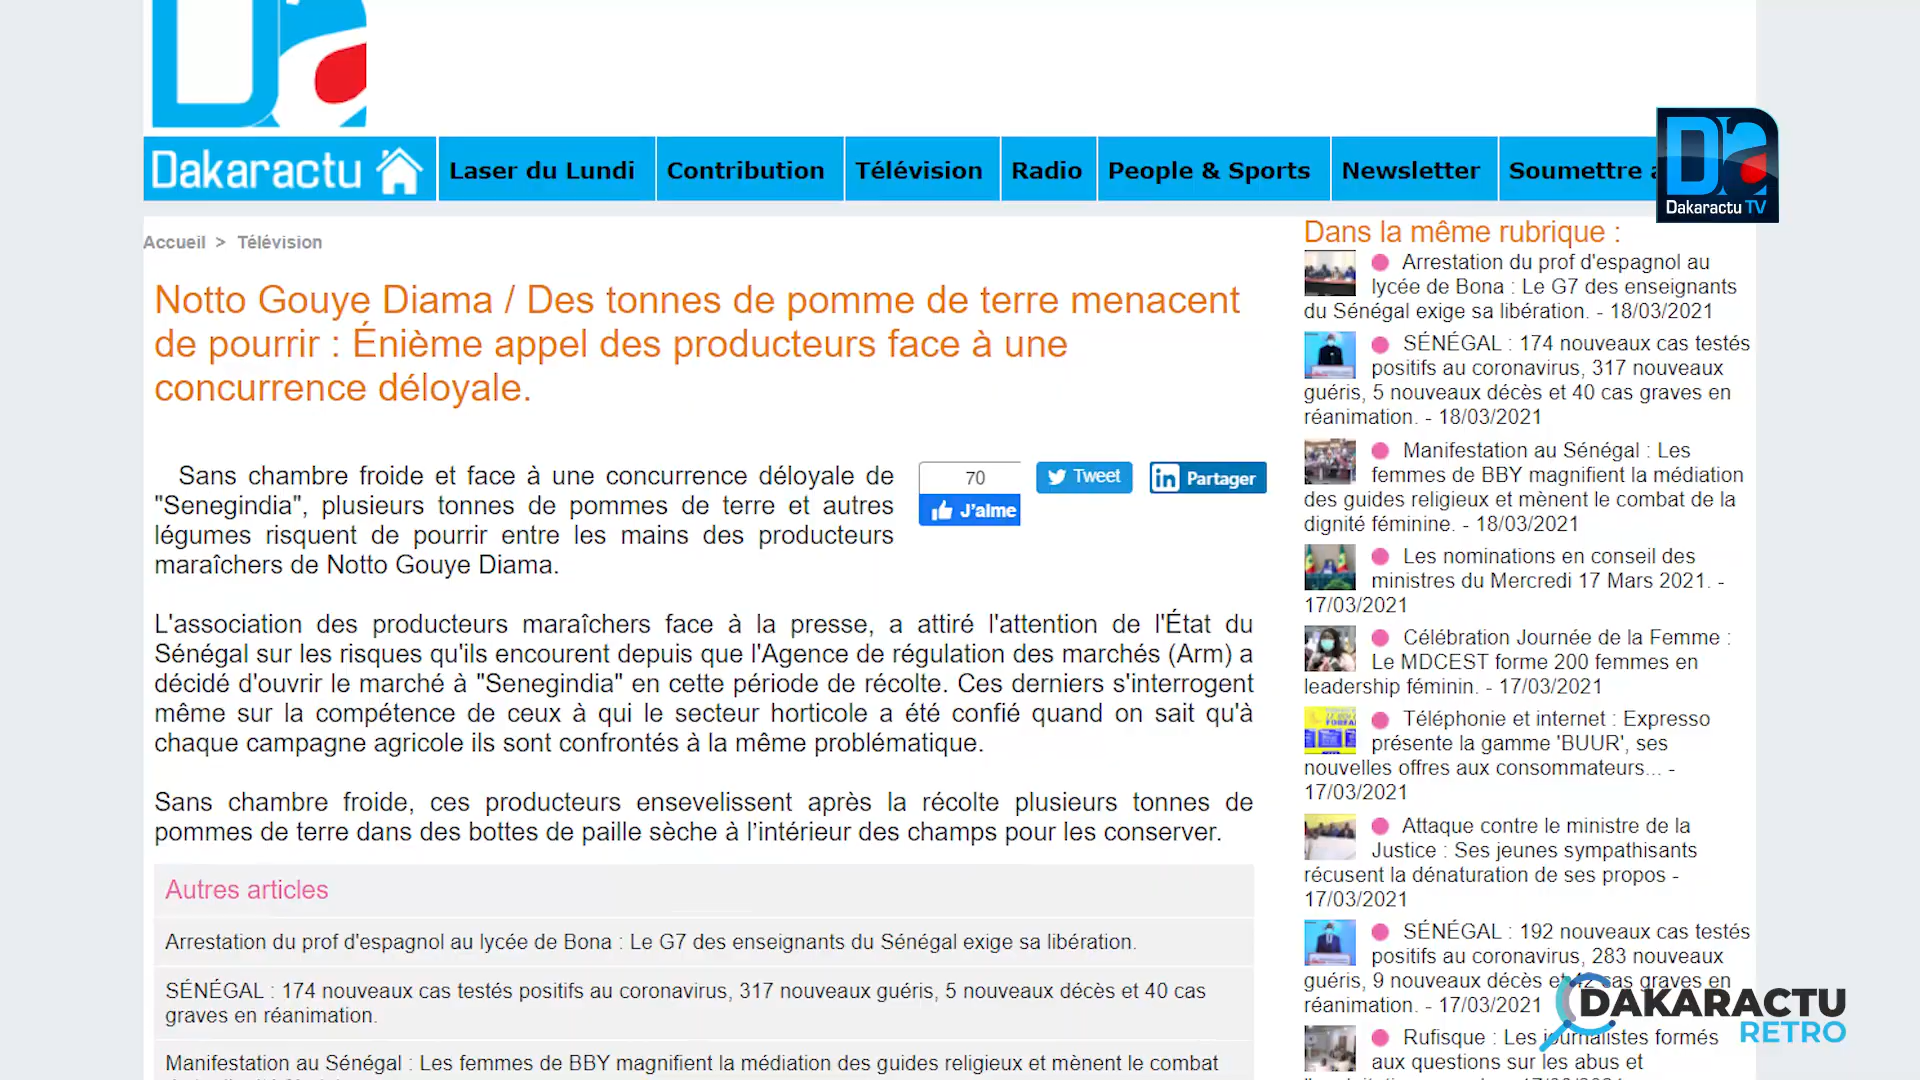 Da
Dakaractu
Laser du Lundi
Contribution
Télévision
Radio
People & Sports
Newsletter
Soumettre
Da
Dakaractu TV
Accueil > Télévision
Notto Gouye Diama / Des tonnes de pomme de terre menacent
de pourrir : Énième appel des producteurs face à une
concurrence déloyale.
70
J'aime
Tweet
in Partager
Sans chambre froide et face à une concurrence déloyale de
"Senegindia", plusieurs tonnes de pommes de terre et autres
légumes risquent de pourrir entre les mains des producteurs
maraîchers de Notto Gouye Diama.
L'association des producteurs maraîchers face à la presse, a attiré l'attention de l'État du
Sénégal sur les risques qu'ils encourent depuis que l'Agence de régulation des marchés (Arm) a
décidé d'ouvrir le marché à "Senegindia" en cette période de récolte. Ces derniers s'interrogent
même sur la compétence de ceux à qui le secteur horticole a été confié quand on sait qu'à
chaque campagne agricole ils sont confrontés à la même problématique.
Sans chambre froide, ces producteurs ensevelissent après la récolte plusieurs tonnes de
pommes de terre dans des bottes de paille sèche à l’intérieur des champs pour les conserver.
Autres articles
Arrestation du prof d'espagnol au lycée de Bona : Le G7 des enseignants du Sénégal exige sa libération.
SÉNÉGAL : 174 nouveaux cas testés positifs au coronavirus, 317 nouveaux guéris, 5 nouveaux décès et 40 cas
graves en réanimation.
Manifestation au Sénégal : Les femmes de BBY magnifient la médiation des guides religieux et mènent le combat
Dans la même rubrique :
Arrestation du prof d'espagnol au
lycée de Bona : Le G7 des enseignants
du Sénégal exige sa libération. - 18/03/2021
SÉNÉGAL : 174 nouveaux cas testés
positifs au coronavirus, 317 nouveaux
guéris, 5 nouveaux décès et 40 cas graves en
réanimation. - 18/03/2021
Manifestation au Sénégal : Les
femmes de BBY magnifient la médiation
des guides religieux et mènent le combat de la
dignité féminine. - 18/03/2021
Les nominations en conseil des
ministres du Mercredi 17 Mars 2021. -
17/03/2021
Célébration Journée de la Femme :
Le MDCEST forme 200 femmes en
leadership féminin. - 17/03/2021
Téléphonie et internet : Expresso
présente la gamme 'BUUR', ses
nouvelles offres aux consommateurs... -
17/03/2021
Attaque contre le ministre de la
Justice : Ses jeunes sympathisants
récusent la dénaturation de ses propos -
17/03/2021
SÉNÉGAL : 192 nouveaux cas testés
positifs au coronavirus, 283 nouveaux
guéris, 9 nouveaux décès et 42 cas graves en
réanimation. - 17/03/2021
Rufisque : Les journalistes formés
aux questions sur les abus et
DAKARACTU
RETRO